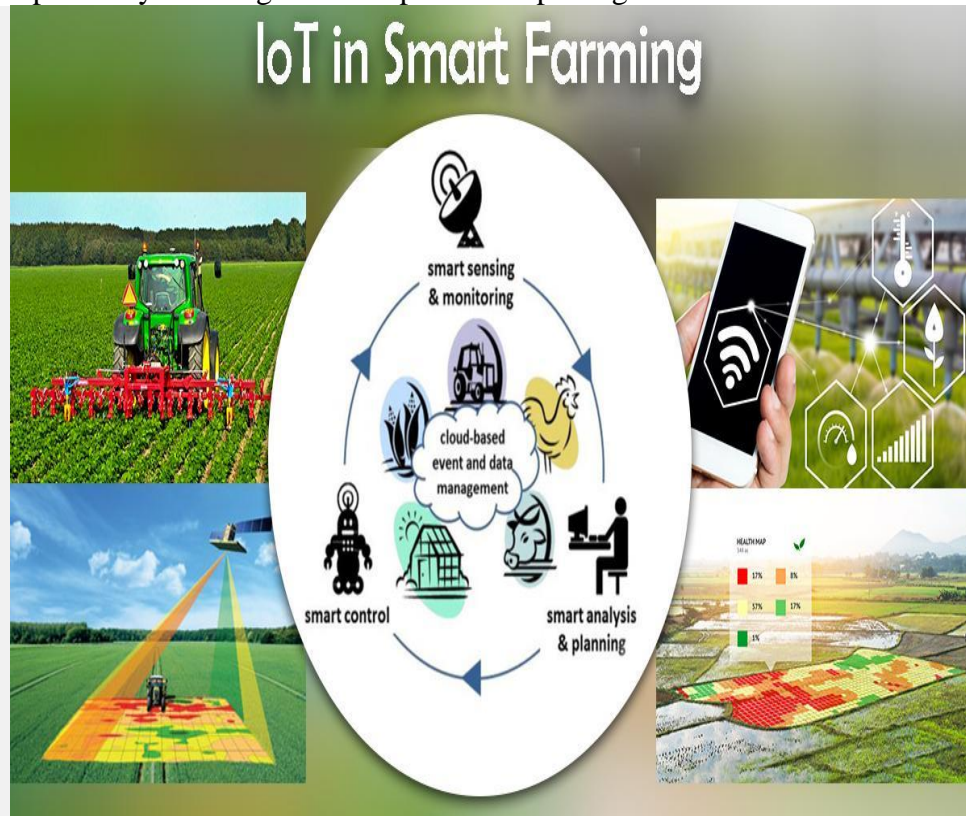 IoT in Smart Farming
smart sensing
& monitoring
cloud-based
event and data
management
smart control
smart analysis
& planning
HEALTH MAP
17%
8%
57%
17%
1%